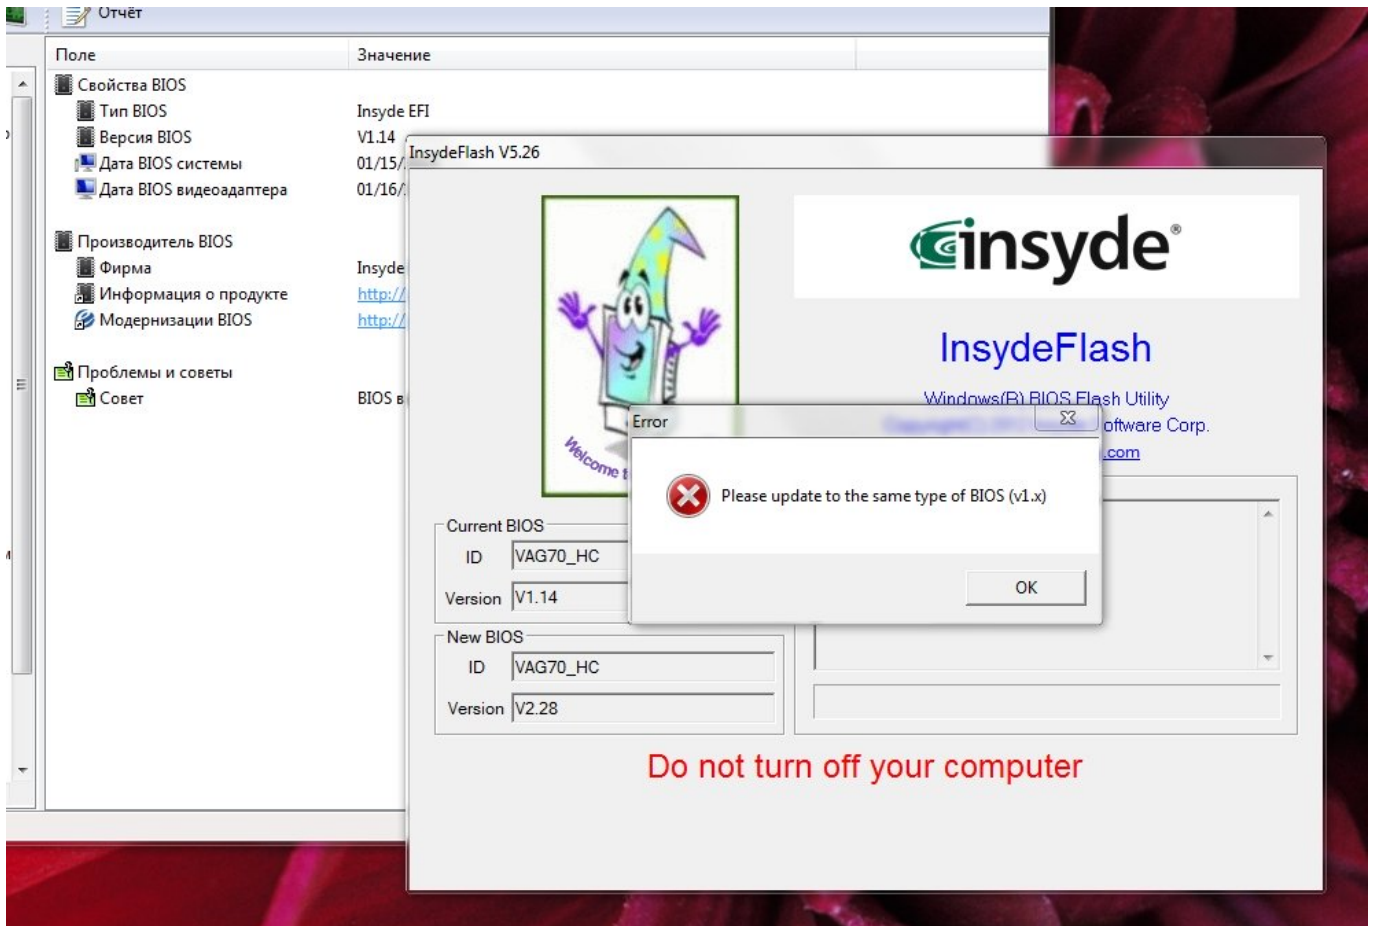 Отчёт
Поле Значение
Свойства BIOS
Тип BIOS Insyde EFI
Версия BIOS V1.14
Дата BIOS системы 01/15/
Дата BIOS видеоадаптера 01/16/
Производитель BIOS
Фирма Insyde
Информация о продукте http://
Модернизации BIOS http://
Проблемы и советы
Совет BIOS в
InsydeFlash V5.26
insyde®
InsydeFlash
Windows(R) BIOS Flash Utility
oftware Corp.
.com
Welcome t
Error
Please update to the same type of BIOS (v1.x)
OK
Current BIOS
ID VAG70_HC
Version V1.14
New BIOS
ID VAG70_HC
Version V2.28
Do not turn off your computer